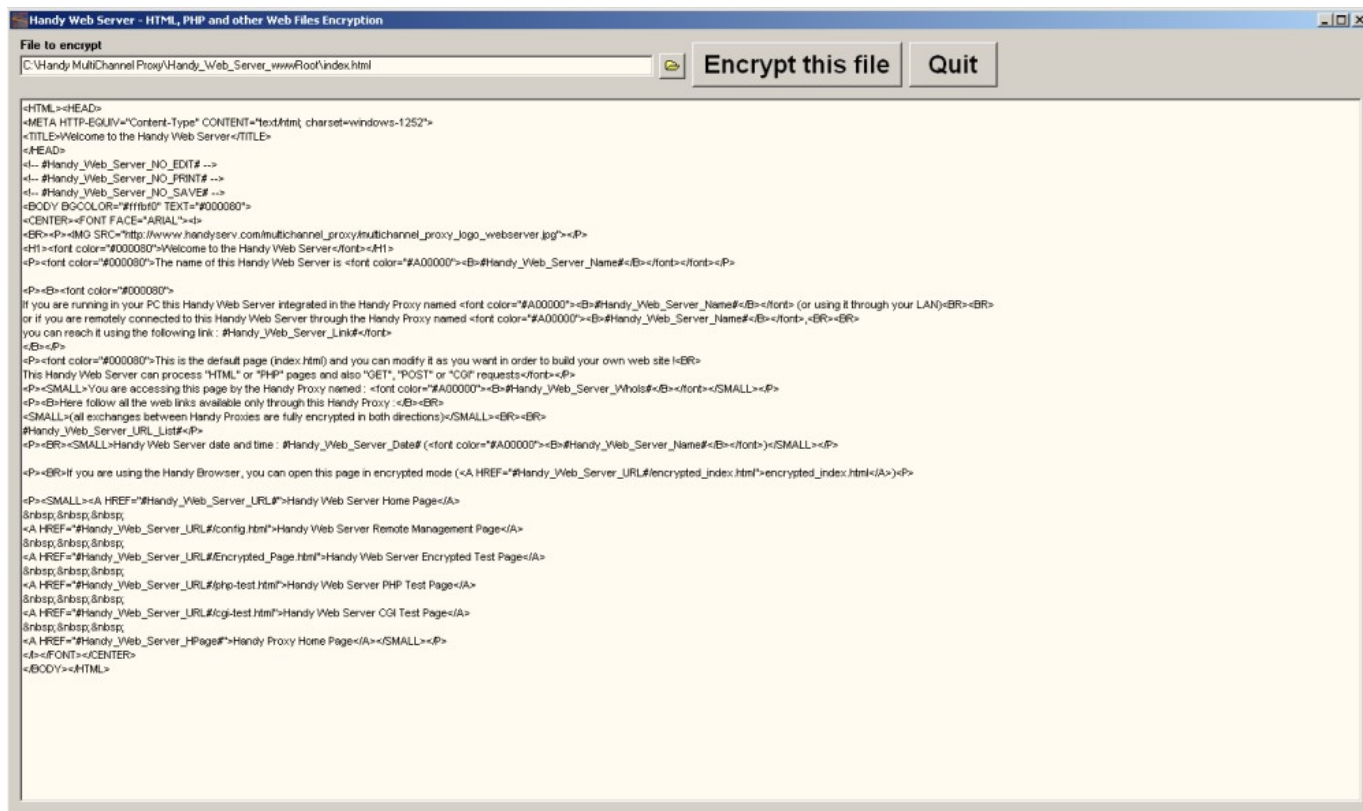 Handy Web Server - HTML, PHP and other Web Files Encryption
File to encrypt
C:\Handy MultiChannel Proxy\Handy_Web_Server_wwwRoot\index.html
Encrypt this file
Quit
<HTML><HEAD>
<META HTTP-EQUIV="Content-Type" CONTENT="text/html; charset=windows-1252">
<TITLE>Welcome to the Handy Web Server</TITLE>
</HEAD>
<!-- #Handy_Web_Server_NO_EDIT# -->
<!-- #Handy_Web_Server_NO_PRINT# -->
<!-- #Handy_Web_Server_NO_SAVE# -->
<BODY BGCOLOR="#fffbf0" TEXT="#000080">
<CENTER><FONT FACE="ARIAL"><I>
<BR><P><IMG SRC="http://www.handyserv.com/multichannel_proxy/multichannel_proxy_logo_webserver.jpg"></P>
<H1><font color="#000080">Welcome to the Handy Web Server</font></H1>
<P><font color="#000080">The name of this Handy Web Server is <font color="#A00000"><B>#Handy_Web_Server_Name#</B></font></font></P>
<P><B><font color="#000080">
If you are running in your PC this Handy Web Server integrated in the Handy Proxy named <font color="#A00000"><B>#Handy_Web_Server_Name#</B></font> (or using it through your LAN)<BR><BR>
or if you are remotely connected to this Handy Web Server through the Handy Proxy named <font color="#A00000"><B>#Handy_Web_Server_Name#</B></font>,<BR><BR>
you can reach it using the following link : #Handy_Web_Server_Link#</font>
</B></P>
<P><font color="#000080">This is the default page (index.html) and you can modify it as you want in order to build your own web site !<BR>
This Handy Web Server can process "HTML" or "PHP" pages and also "GET", "POST" or "CGI" requests</font></P>
<P><SMALL>You are accessing this page by the Handy Proxy named : <font color="#A00000"><B>#Handy_Web_Server_WhoIs#</B></font></SMALL></P>
<P><B>Here follow all the web links available only through this Handy Proxy :</B><BR>
<SMALL>(all exchanges between Handy Proxies are fully encrypted in both directions)</SMALL><BR><BR>
#Handy_Web_Server_URL_List#</P>
<P><BR><SMALL>Handy Web Server date and time : #Handy_Web_Server_Date# (<font color="#A00000"><B>#Handy_Web_Server_Name#</B></font>)</SMALL></P>
<P><BR>If you are using the Handy Browser, you can open this page in encrypted mode (<A HREF="#Handy_Web_Server_URL#/encrypted_index.html">encrypted_index.html</A>)<P>
<P><SMALL><A HREF="#Handy_Web_Server_URL#">Handy Web Server Home Page</A>
&nbsp;&nbsp;&nbsp;
<A HREF="#Handy_Web_Server_URL#/config.html">Handy Web Server Remote Management Page</A>
&nbsp;&nbsp;&nbsp;
<A HREF="#Handy_Web_Server_URL#/Encrypted_Page.html">Handy Web Server Encrypted Test Page</A>
&nbsp;&nbsp;&nbsp;
<A HREF="#Handy_Web_Server_URL#/php-test.html">Handy Web Server PHP Test Page</A>
&nbsp;&nbsp;&nbsp;
<A HREF="#Handy_Web_Server_URL#/cgi-test.html">Handy Web Server CGI Test Page</A>
&nbsp;&nbsp;&nbsp;
<A HREF="#Handy_Web_Server_HPage#">Handy Proxy Home Page</A></SMALL></P>
</I></FONT></CENTER>
</BODY></HTML>